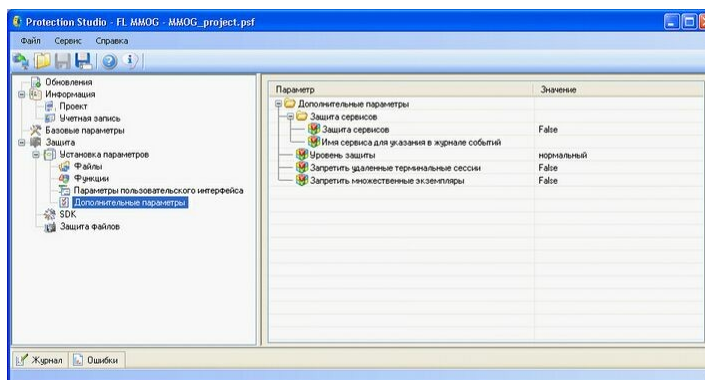 Protection Studio - FL MMOG - MMOG_project.psf
Файл Сервис Справка
Обновления
Информация
Проект
Учетная запись
Базовые параметры
Защита
Установка параметров
Файлы
Функции
Параметры пользовательского интерфейса
Дополнительные параметры
SDK
Защита файлов
Параметр Значение
Дополнительные параметры
Защита сервисов
Защита сервисов False
Имя сервиса для указания в журнале событий
Уровень защиты нормальный
Запретить удаленные терминальные сессии False
Запретить множественные экземпляры False
Журнал Ошибки